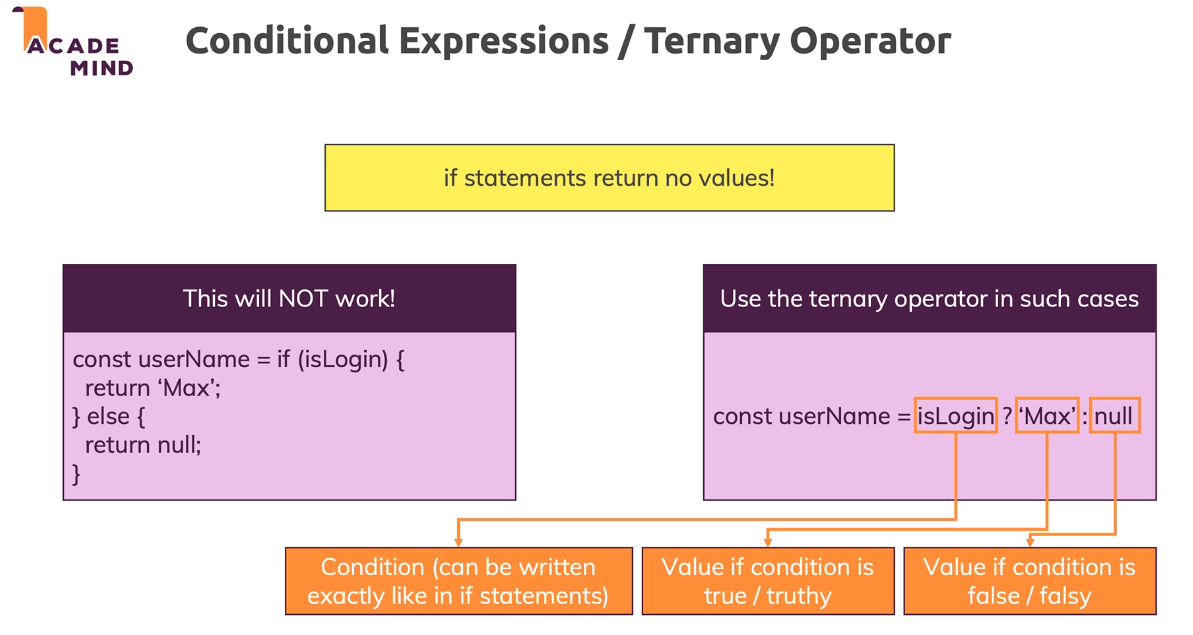 ACADE
MIND
Conditional Expressions / Ternary Operator
if statements return no values!
This will NOT work!
const userName = if (isLogin) {
  return ‘Max’;
} else {
  return null;
}
Use the ternary operator in such cases
const userName = isLogin ? ‘Max’ : null
Condition (can be written
exactly like in if statements)
Value if condition is
true / truthy
Value if condition is
false / falsy